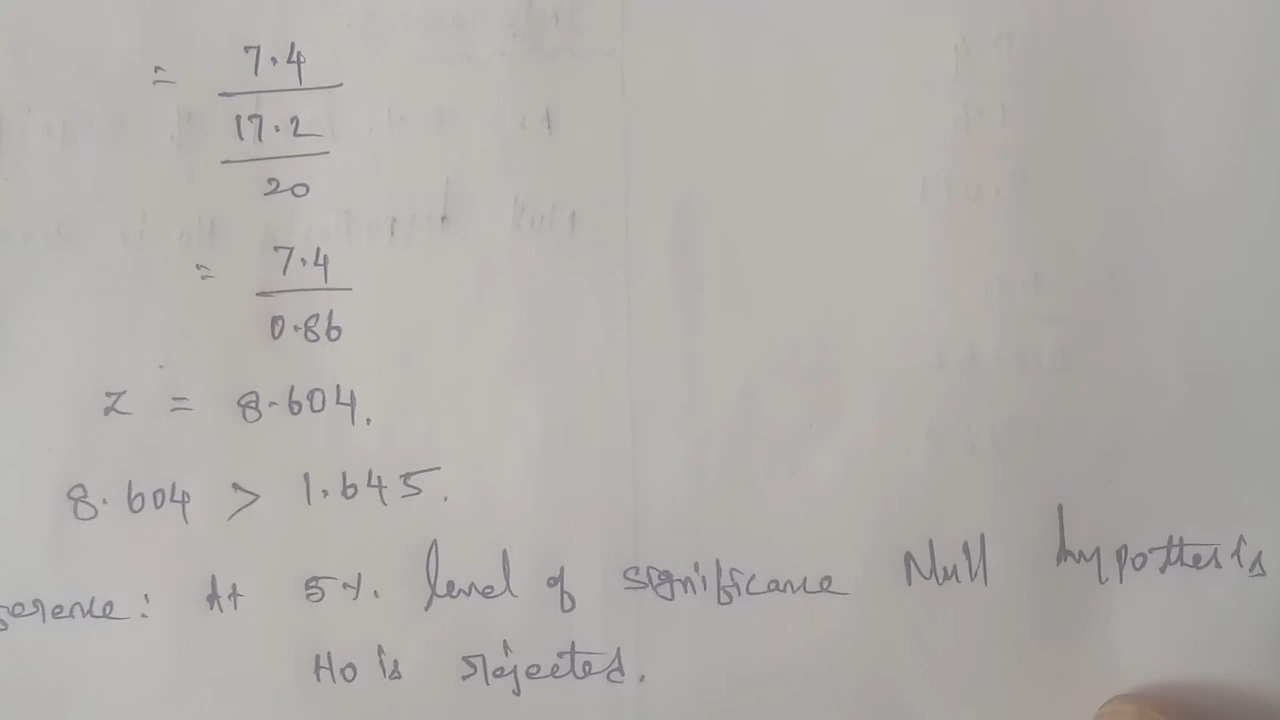 = 7.4
17.2
20
= 7.4
0.86
z = 8.604.
8.604 > 1.645.
ference: At 5%. level of significance Null hypothesis
Ho is rejected.